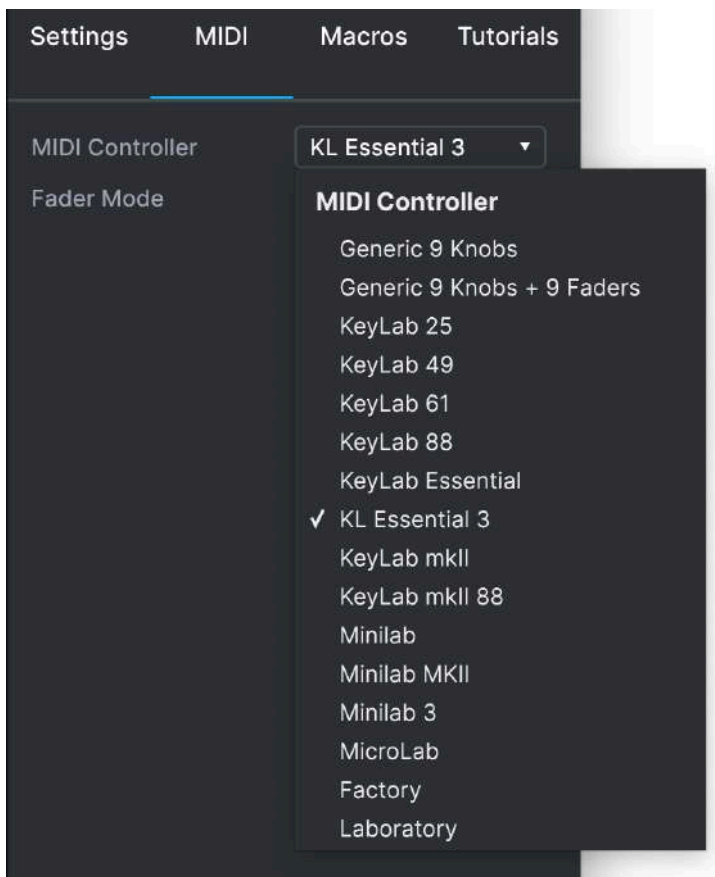 Settings MIDI Macros Tutorials
MIDI Controller KL Essential 3
Fader Mode
MIDI Controller
Generic 9 Knobs
Generic 9 Knobs + 9 Faders
KeyLab 25
KeyLab 49
KeyLab 61
KeyLab 88
KeyLab Essential
✓ KL Essential 3
KeyLab mkII
KeyLab mkII 88
Minilab
Minilab MKII
Minilab 3
MicroLab
Factory
Laboratory